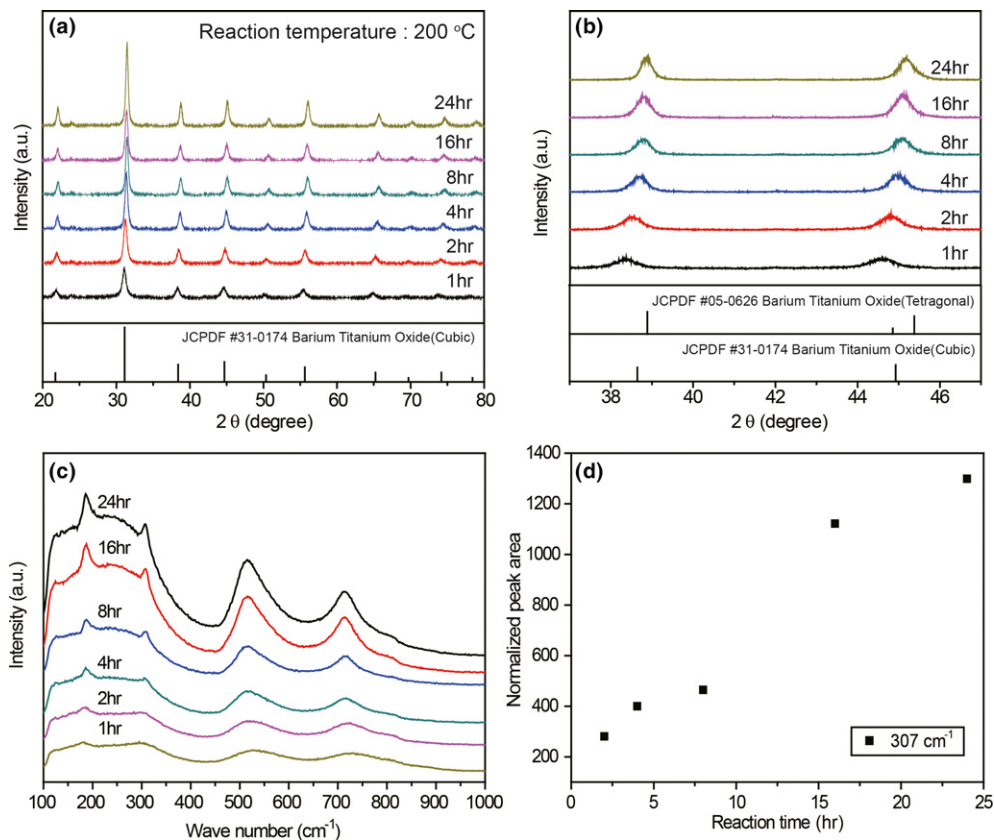 (a)
Reaction temperature : 200 °C
24hr
16hr
8hr
4hr
2hr
1hr
JCPDF #31-0174 Barium Titanium Oxide(Cubic)
20 30 40 50 60 70 80
2 θ (degree)
Intensity (a.u.)
(b)
24hr
16hr
8hr
4hr
2hr
1hr
JCPDF #05-0626 Barium Titanium Oxide(Tetragonal)
JCPDF #31-0174 Barium Titanium Oxide(Cubic)
38 40 42 44 46
2 θ (degree)
Intensity (a.u.)
(c)
24hr
16hr
8hr
4hr
2hr
1hr
100 200 300 400 500 600 700 800 900 1000
Wave number (cm⁻¹)
Intensity (a.u.)
(d)
1400
1200
1000
800
600
400
200
307 cm⁻¹
0 5 10 15 20 25
Reaction time (hr)
Normalized peak area